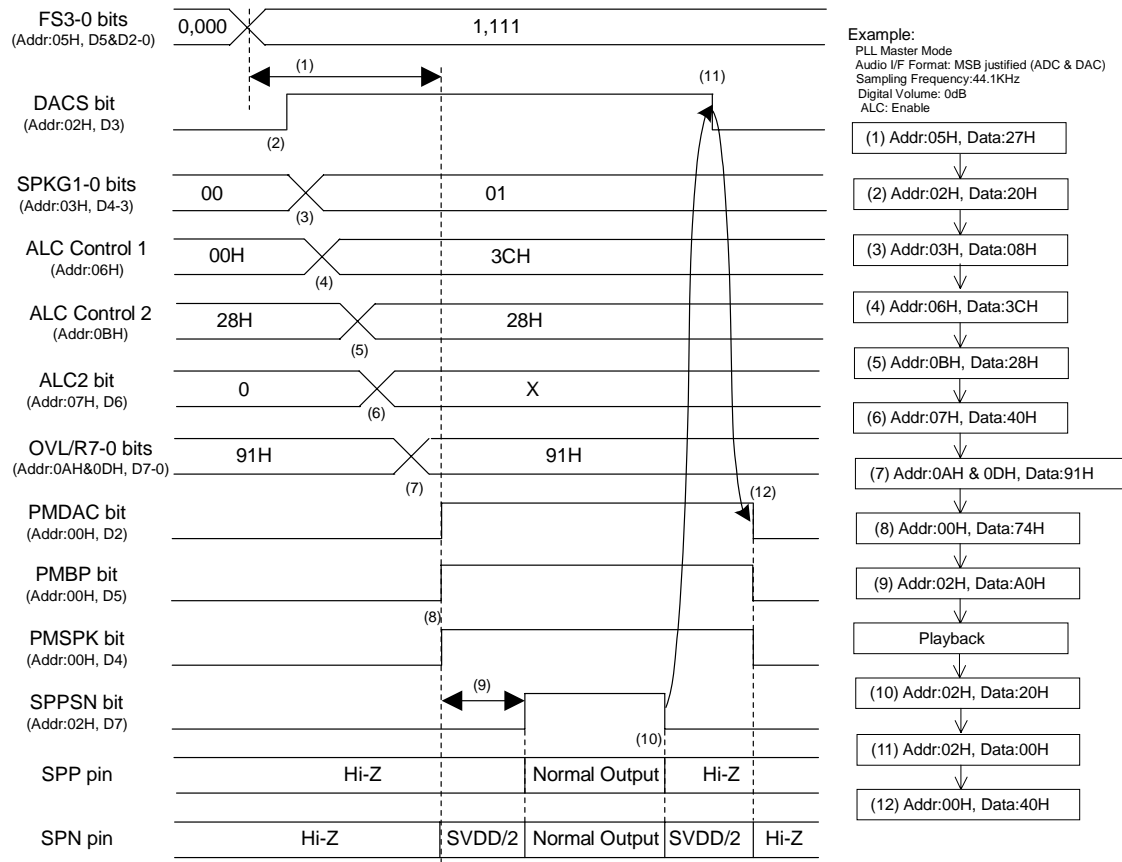 FS3-0 bits
(Addr:05H, D5&D2-0)
0,000
1,111
(1)
(11)
DACS bit
(Addr:02H, D3)
(2)
SPKG1-0 bits
(Addr:03H, D4-3)
00
01
(3)
ALC Control 1
(Addr:06H)
00H
3CH
(4)
ALC Control 2
(Addr:0BH)
28H
28H
(5)
ALC2 bit
(Addr:07H, D6)
0
X
(6)
OVL/R7-0 bits
(Addr:0AH&0DH, D7-0)
91H
91H
(7)
(12)
PMDAC bit
(Addr:00H, D2)
PMBP bit
(Addr:00H, D5)
(8)
PMSPK bit
(Addr:00H, D4)
(9)
SPPSN bit
(Addr:02H, D7)
(10)
SPP pin
Hi-Z
Normal Output
Hi-Z
SPN pin
Hi-Z
SVDD/2
Normal Output
SVDD/2
Hi-Z
Example:
PLL Master Mode
Audio I/F Format: MSB justified (ADC & DAC)
Sampling Frequency:44.1KHz
Digital Volume: 0dB
ALC: Enable
(1) Addr:05H, Data:27H
(2) Addr:02H, Data:20H
(3) Addr:03H, Data:08H
(4) Addr:06H, Data:3CH
(5) Addr:0BH, Data:28H
(6) Addr:07H, Data:40H
(7) Addr:0AH & 0DH, Data:91H
(8) Addr:00H, Data:74H
(9) Addr:02H, Data:A0H
Playback
(10) Addr:02H, Data:20H
(11) Addr:02H, Data:00H
(12) Addr:00H, Data:40H